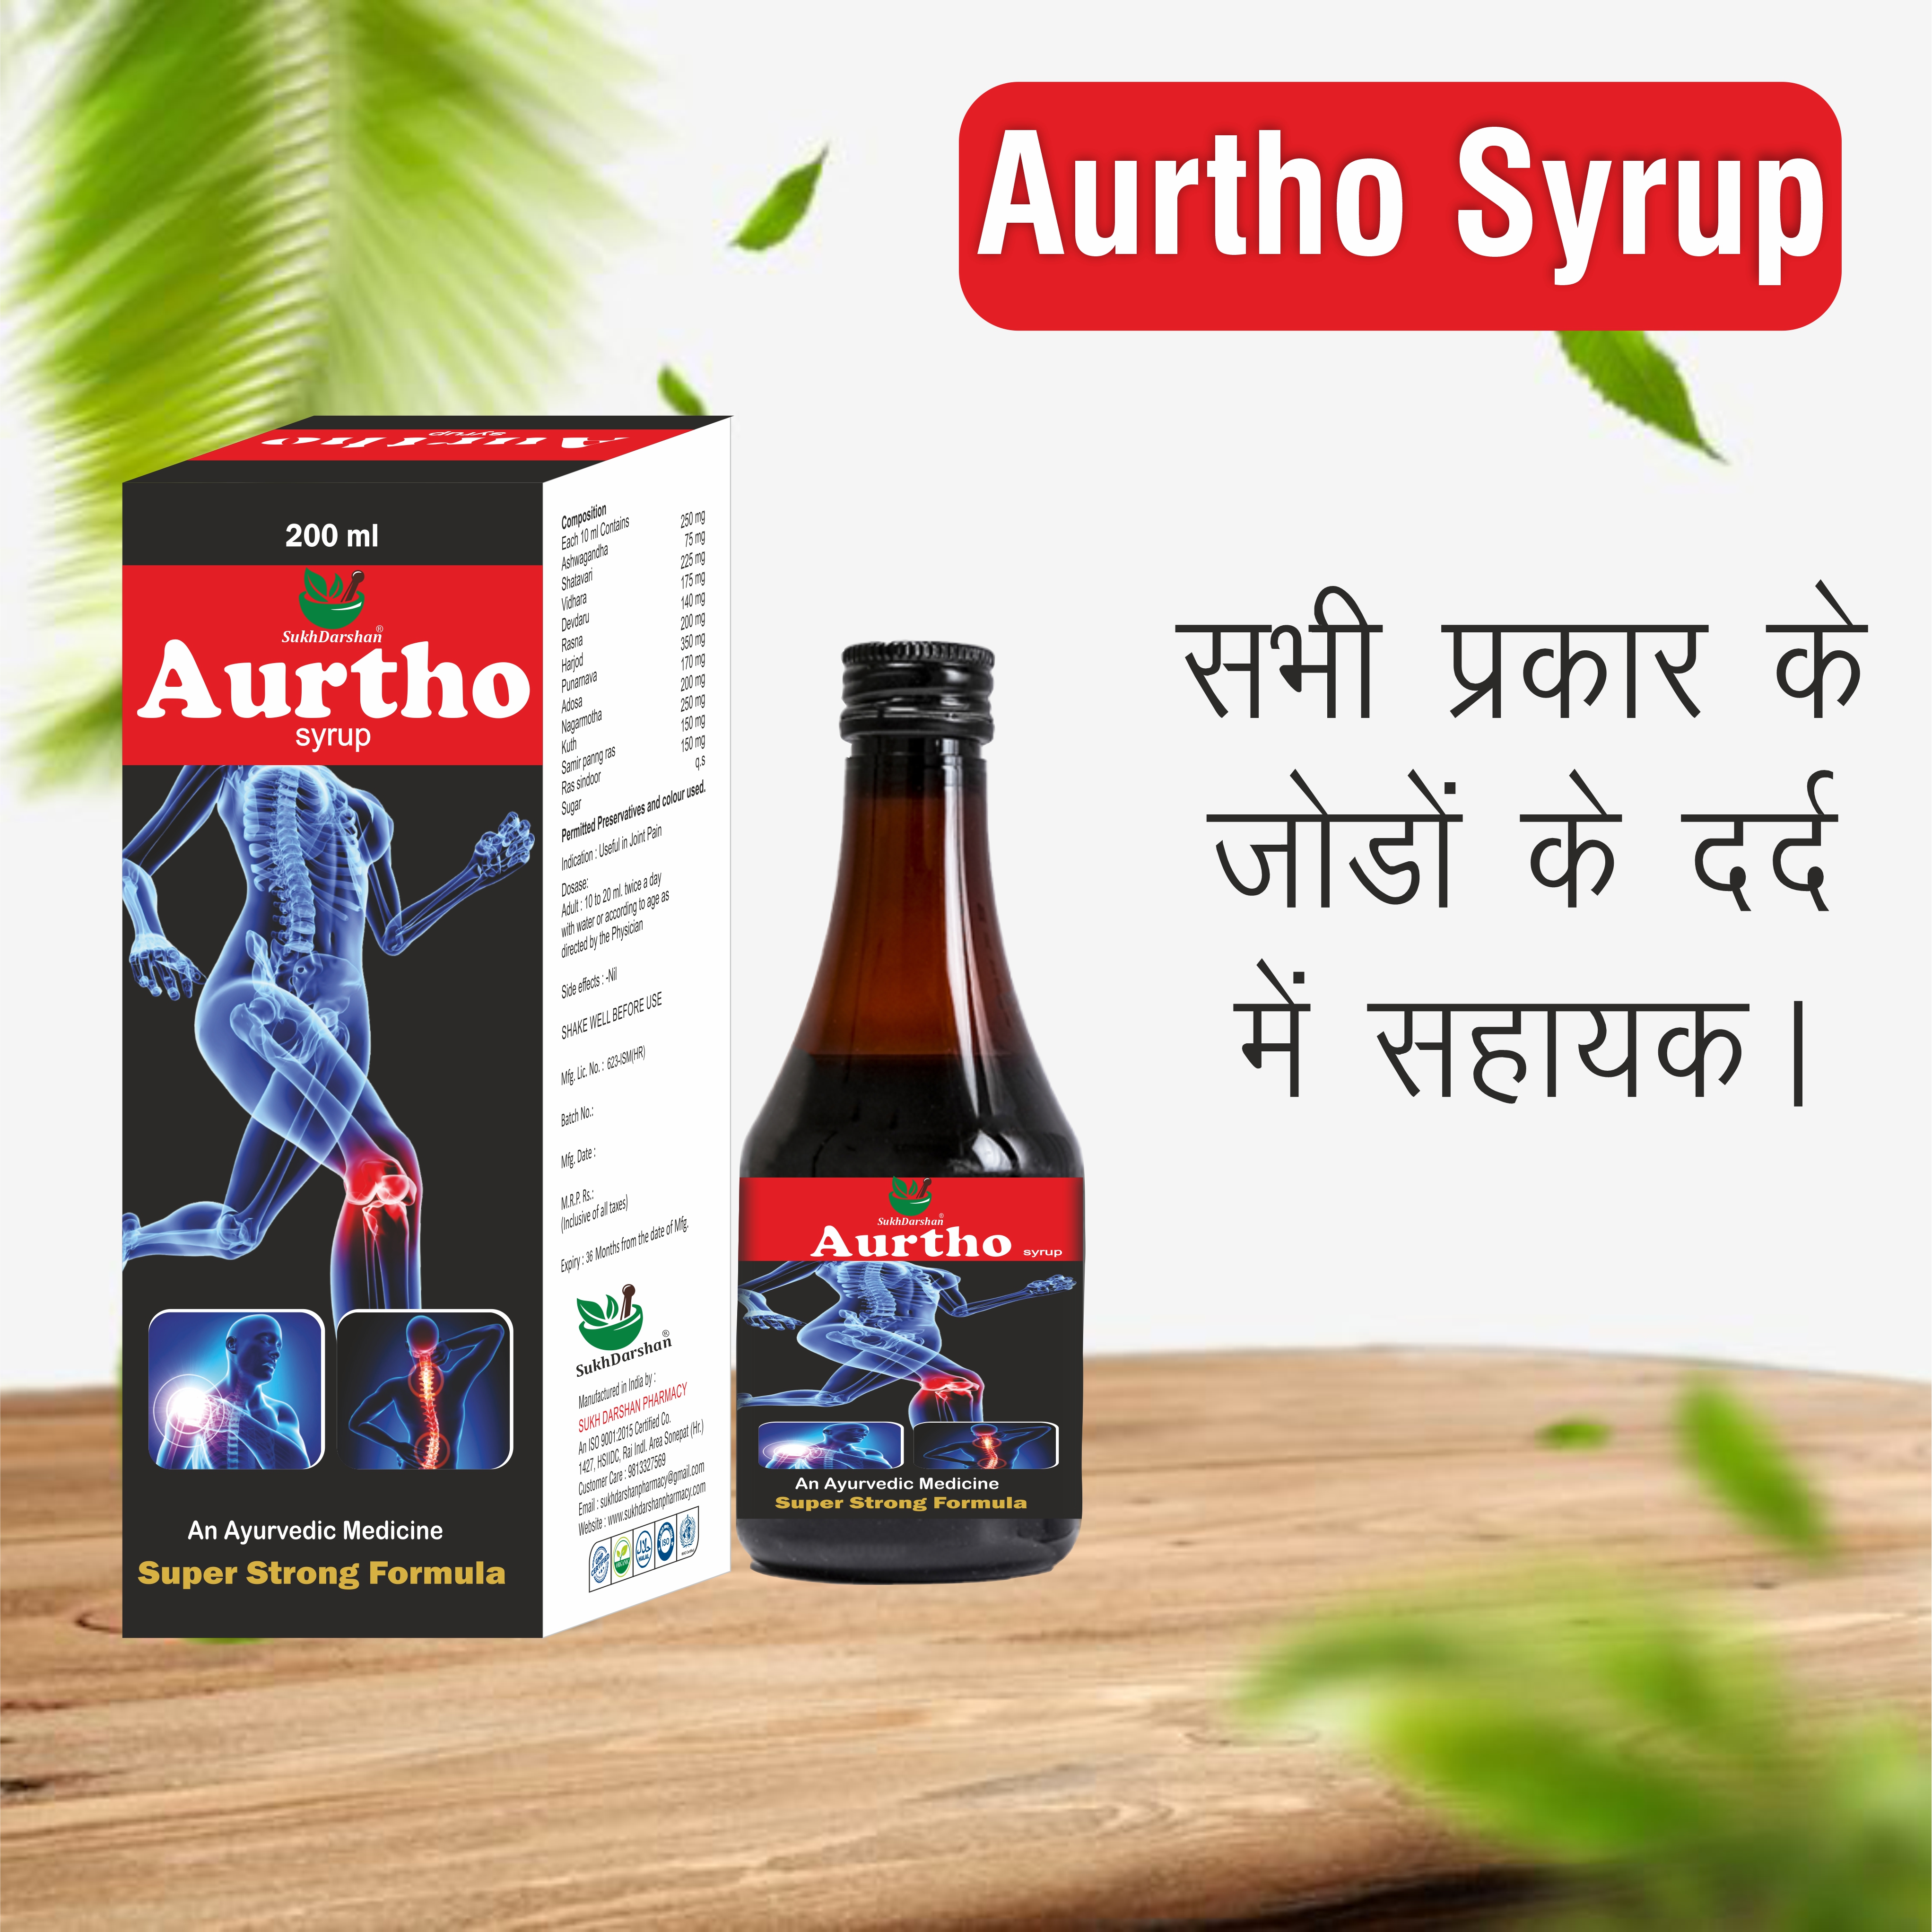 Aurtho Syrup
Aurtho
syrup
200 ml
SukhDarshan®
Aurtho
syrup
An Ayurvedic Medicine
Super Strong Formula
Composition
Each 10 ml Contains
Ashwagandha 250 mg
Shatavari 75 mg
Vidhara 225 mg
Devdaru 175 mg
Rasna 140 mg
Harjod 200 mg
Punarnava 350 mg
Adosa 170 mg
Nagarmotha 200 mg
Kuth 250 mg
Samir panng ras 150 mg
Ras sindoor 150 mg
Sugar q.s
Permitted Preservatives and colour used.
Indication : Useful in Joint Pain
Dosase:
Adult : 10 to 20 ml. twice a day
with water or according to age as
directed by the Physician
Side effects : -Nil
SHAKE WELL BEFORE USE
Mfg. Lic. No. : 623-ISM(HR)
Batch No.:
Mfg. Date :
M.R.P. Rs.:
(Inclusive of all taxes)
Expiry : 36 Months from the date of Mfg.
SukhDarshan®
Manufactured in India by :
SUKH DARSHAN PHARMACY
An ISO 9001:2015 Certified Co.
1427, HSIIDC, Rai Indl. Area Sonepat (Hr.)
Customer Care : 9813327569
Email : sukhdarshanpharmacy@gmail.com
Website : www.sukhdarshanpharmacy.com
SukhDarshan®
Aurtho syrup
An Ayurvedic Medicine
Super Strong Formula
सभी प्रकार के
जोडों के दर्द
में सहायक।